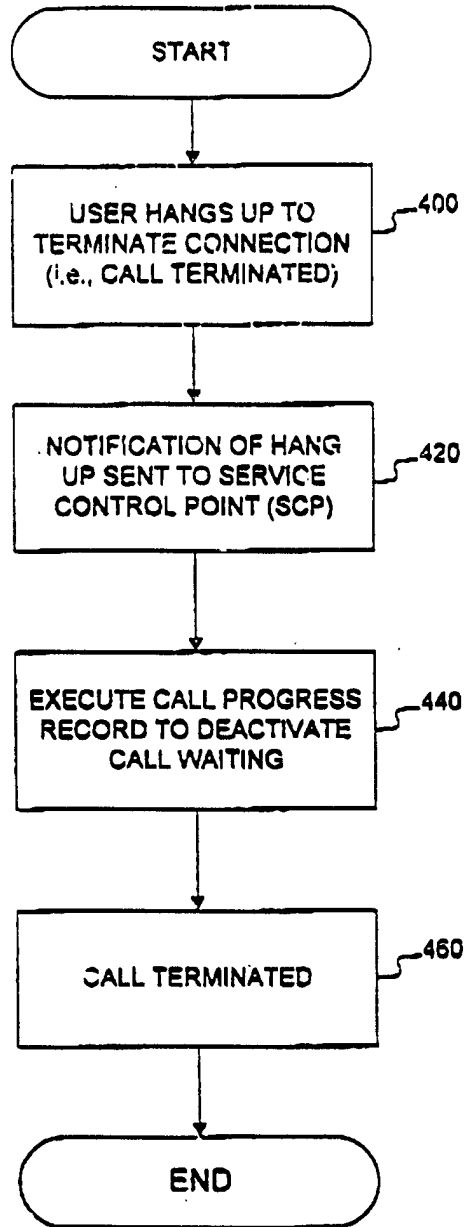 START
USER HANGS UP TO
TERMINATE CONNECTION
(i.e., CALL TERMINATED)
400
NOTIFICATION OF HANG
UP SENT TO SERVICE
CONTROL POINT (SCP)
420
EXECUTE CALL PROGRESS
RECORD TO DEACTIVATE
CALL WAITING
440
CALL TERMINATED
460
END